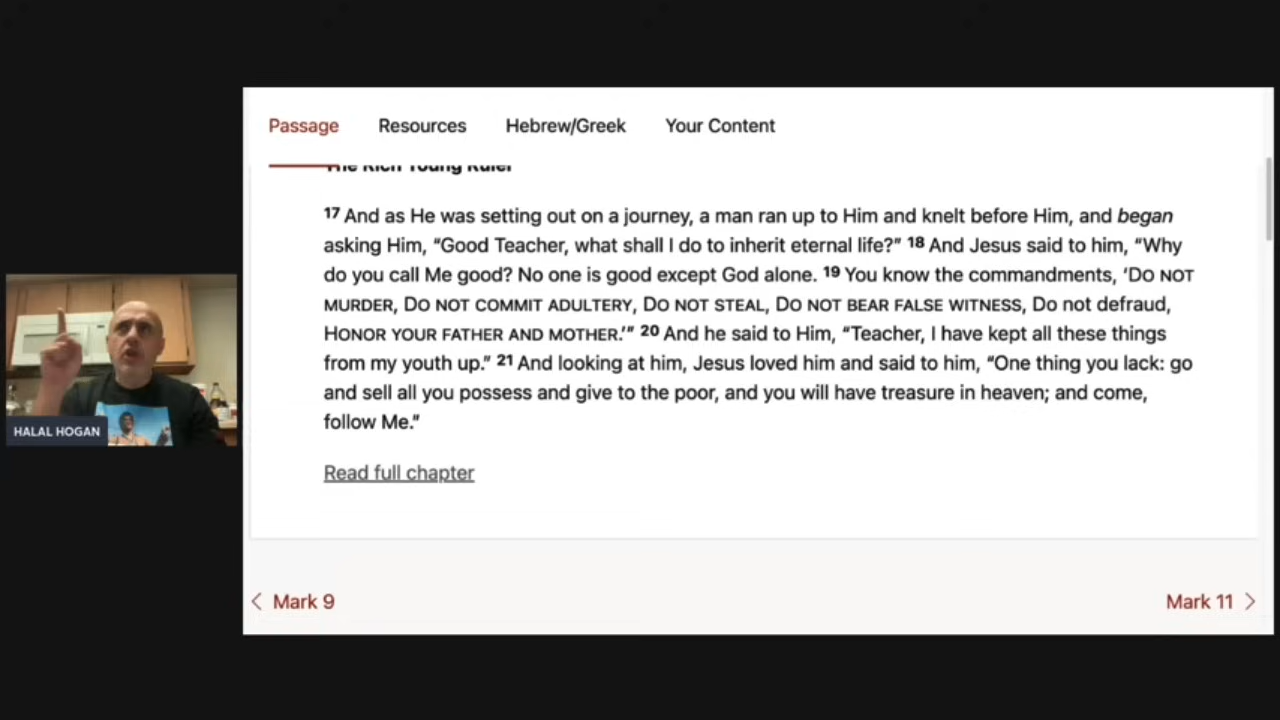 Passage Resources Hebrew/Greek Your Content
The Rich Young Ruler
17 And as He was setting out on a journey, a man ran up to Him and knelt before Him, and began
asking Him, “Good Teacher, what shall I do to inherit eternal life?” 18 And Jesus said to him, “Why
do you call Me good? No one is good except God alone. 19 You know the commandments, ‘DO NOT
MURDER, DO NOT COMMIT ADULTERY, DO NOT STEAL, DO NOT BEAR FALSE WITNESS, Do not defraud,
HONOR YOUR FATHER AND MOTHER.’” 20 And he said to Him, “Teacher, I have kept all these things
from my youth up.” 21 And looking at him, Jesus loved him and said to him, “One thing you lack: go
and sell all you possess and give to the poor, and you will have treasure in heaven; and come,
follow Me.”
Read full chapter
HALAL HOGAN
Mark 9
Mark 11